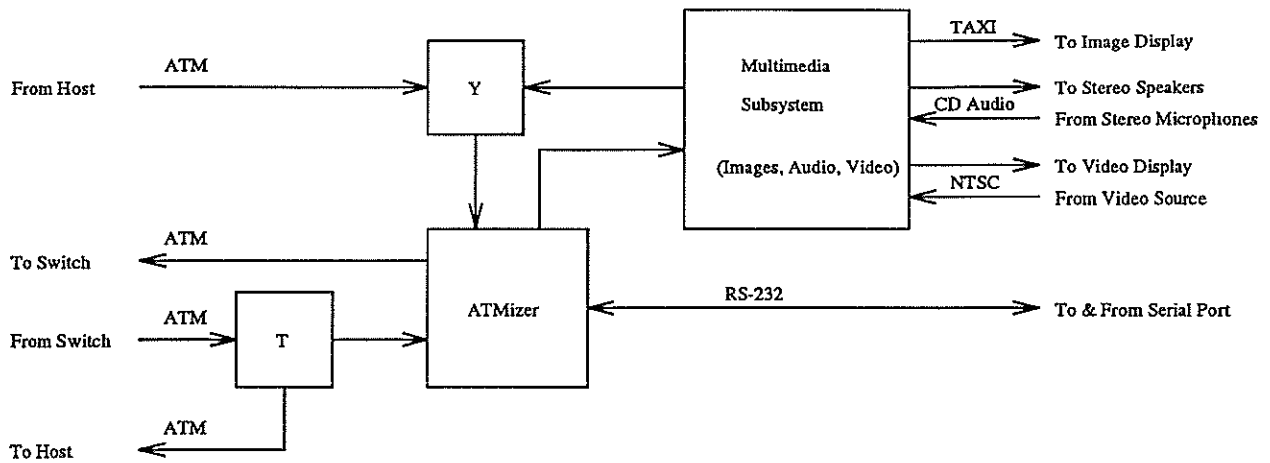 TAXI
To Image Display
ATM
Multimedia
From Host
Y
Subsystem
To Stereo Speakers
CD Audio
From Stereo Microphones
(Images, Audio, Video)
To Video Display
NTSC
From Video Source
ATM
To Switch
ATMizer
RS-232
To & From Serial Port
ATM
From Switch
T
ATM
To Host